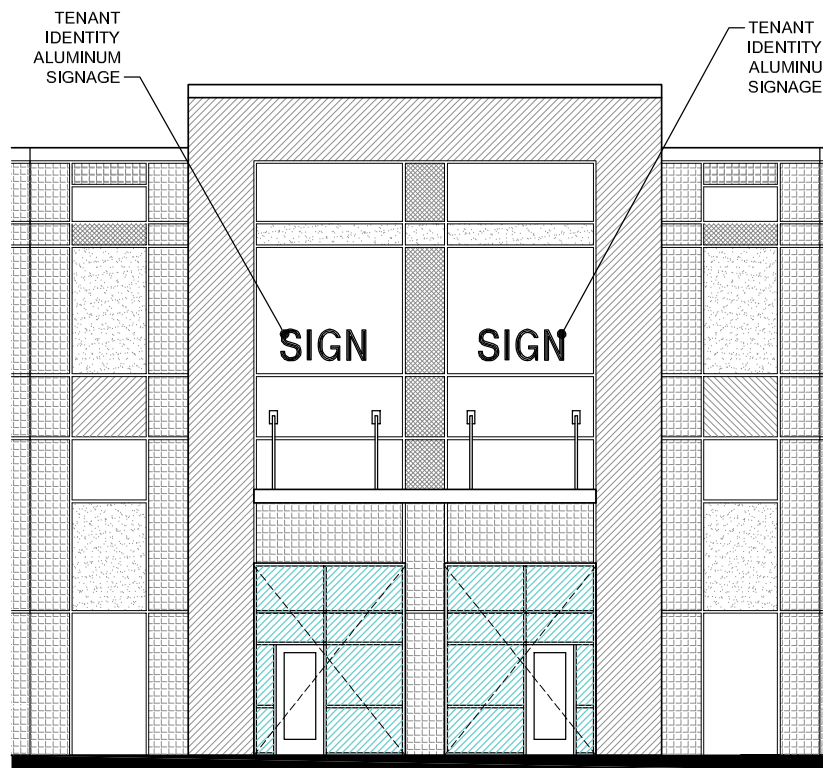 TENANT
IDENTITY
ALUMINUM
SIGNAGE
TENANT
IDENTITY
ALUMINU
SIGNAGE
SIGN
SIGN